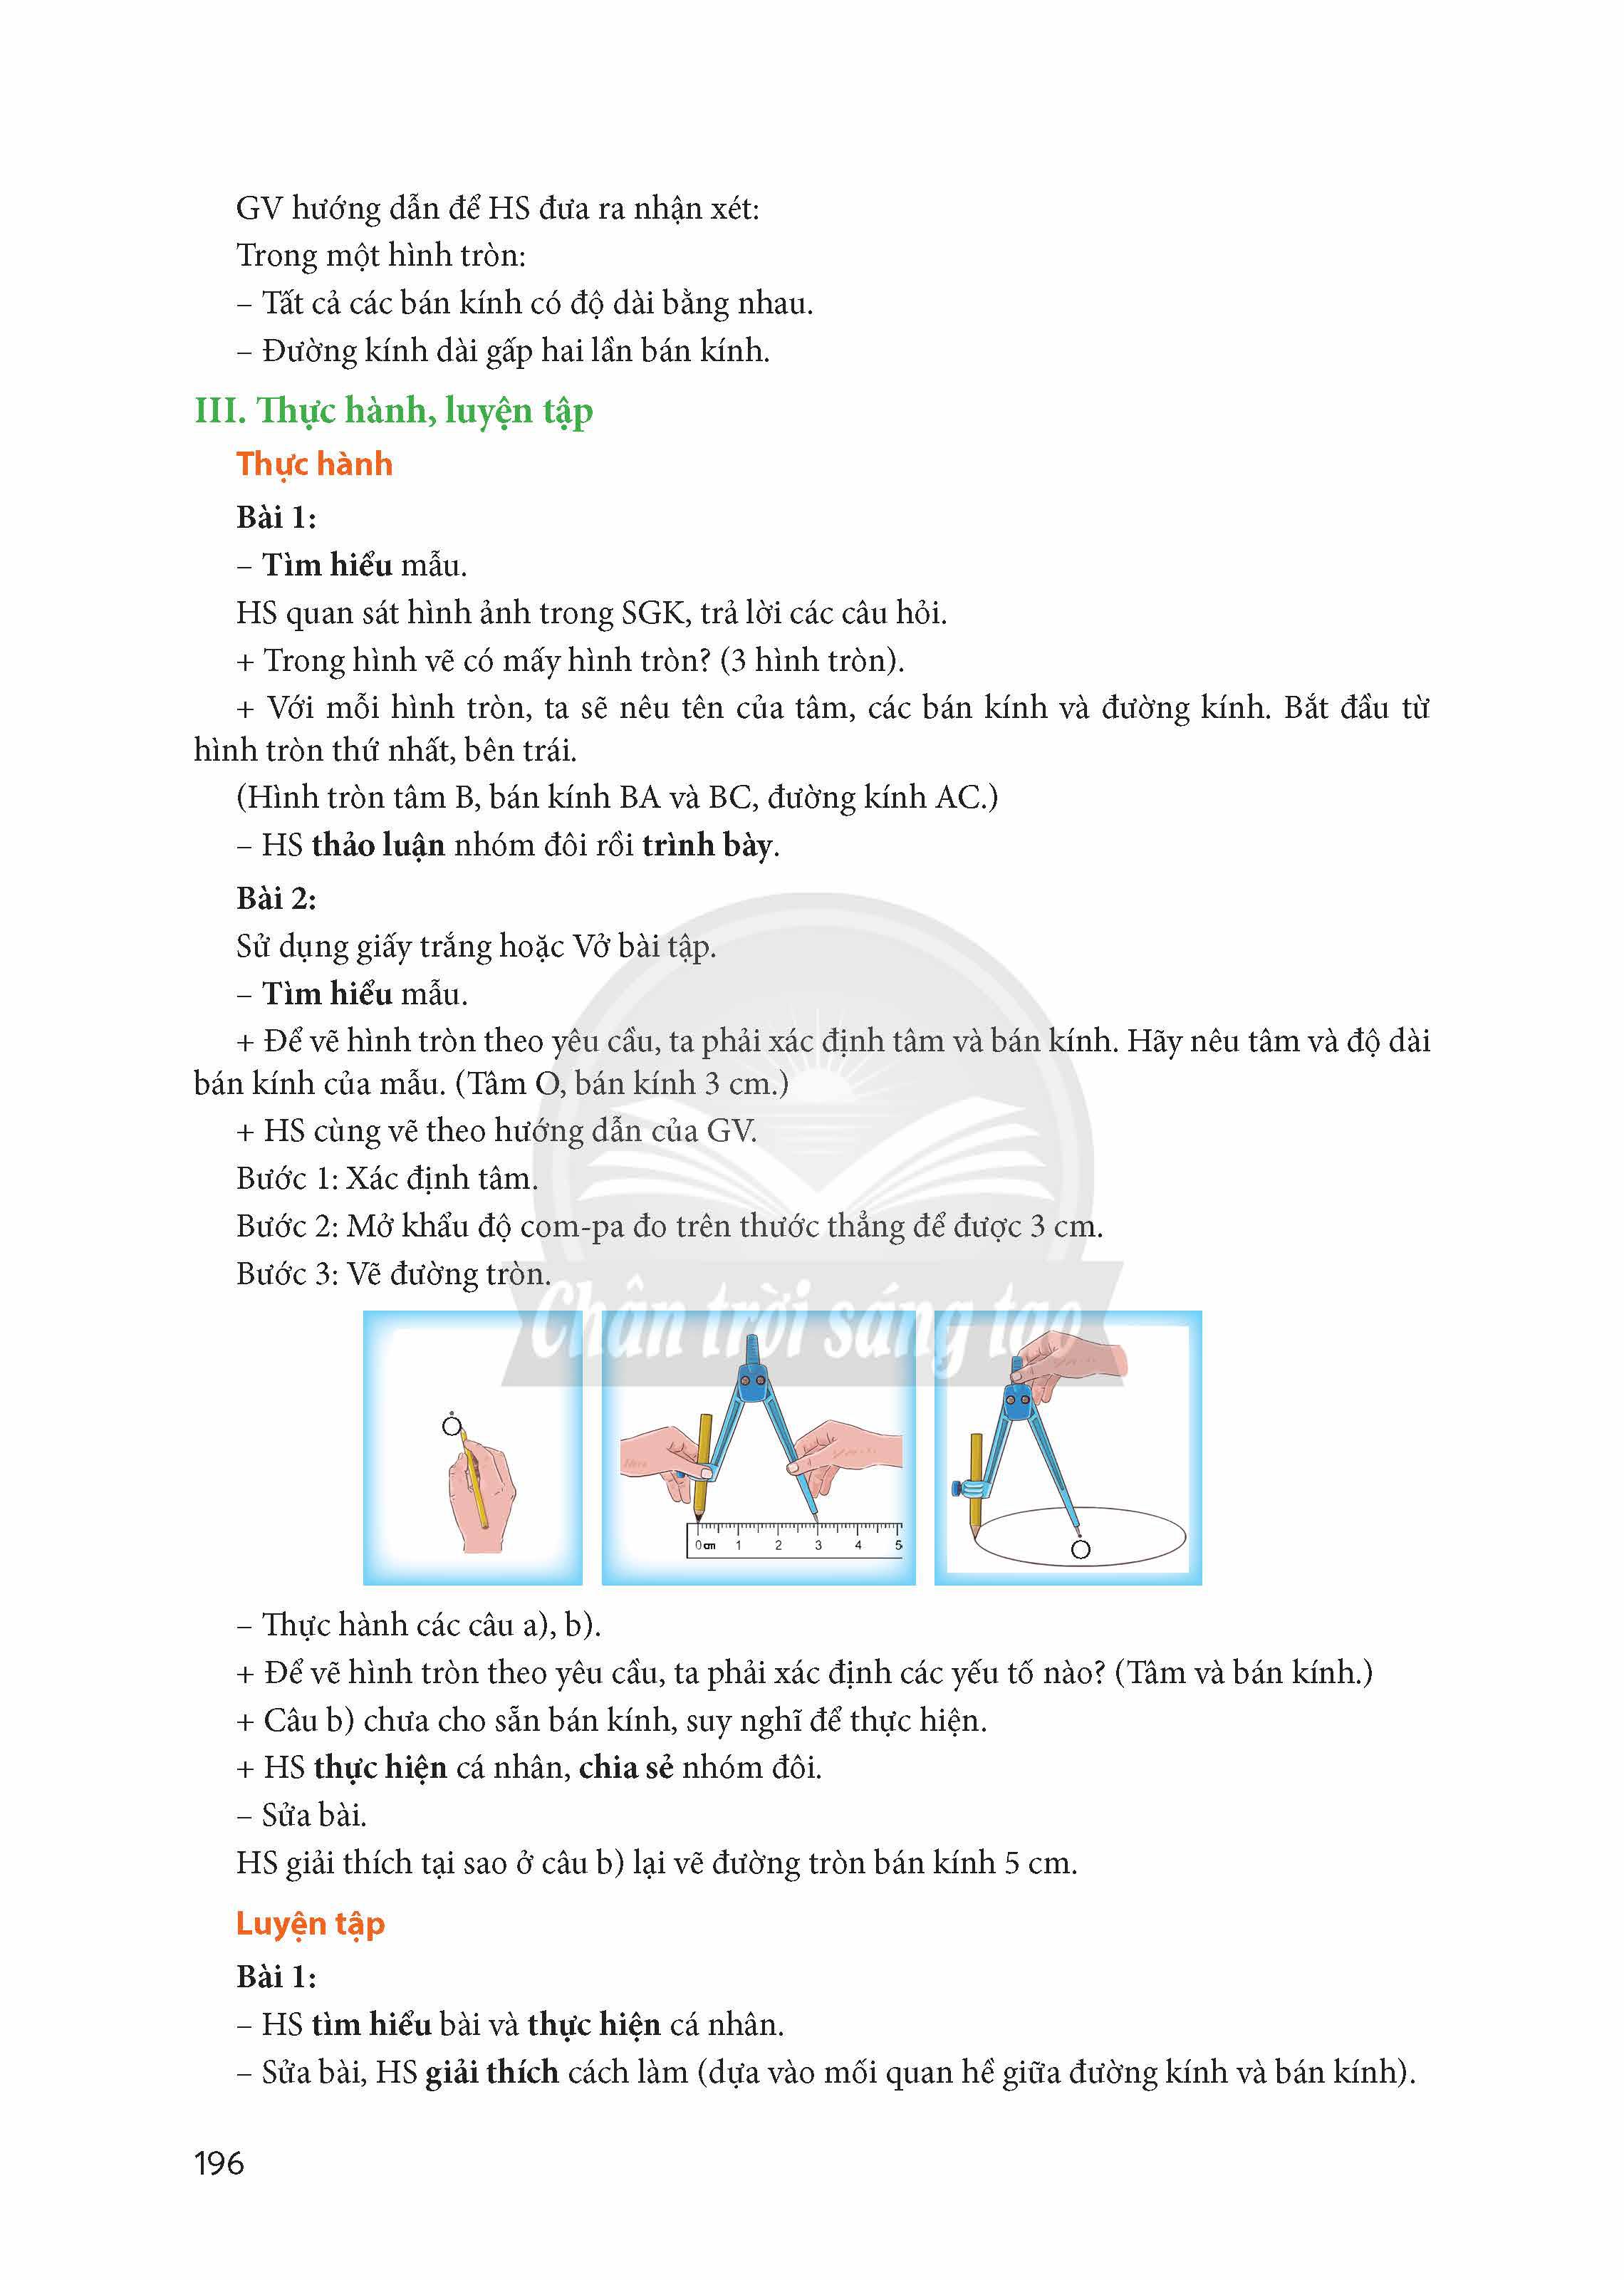 GV hướng dẫn để HS đưa ra nhận xét:
Trong một hình tròn:
– Tất cả các bán kính có độ dài bằng nhau.
– Đường kính dài gấp hai lần bán kính.
III. Thực hành, luyện tập
Thực hành
Bài 1:
– Tìm hiểu mẫu.
HS quan sát hình ảnh trong SGK, trả lời các câu hỏi.
+ Trong hình vẽ có mấy hình tròn? (3 hình tròn).
+ Với mỗi hình tròn, ta sẽ nêu tên của tâm, các bán kính và đường kính. Bắt đầu từ
hình tròn thứ nhất, bên trái.
(Hình tròn tâm B, bán kính BA và BC, đường kính AC.)
– HS thảo luận nhóm đôi rồi trình bày.
Bài 2:
Sử dụng giấy trắng hoặc Vở bài tập.
– Tìm hiểu mẫu.
+ Để vẽ hình tròn theo yêu cầu, ta phải xác định tâm và bán kính. Hãy nêu tâm và độ dài
bán kính của mẫu. (Tâm O, bán kính 3 cm.)
+ HS cùng vẽ theo hướng dẫn của GV.
Bước 1: Xác định tâm.
Bước 2: Mở khẩu độ com-pa đo trên thước thẳng để được 3 cm.
Bước 3: Vẽ đường tròn.
Chân trời sáng tạo
O
0 cm 1 2 3 4 5
O
– Thực hành các câu a), b).
+ Để vẽ hình tròn theo yêu cầu, ta phải xác định các yếu tố nào? (Tâm và bán kính.)
+ Câu b) chưa cho sẵn bán kính, suy nghĩ để thực hiện.
+ HS thực hiện cá nhân, chia sẻ nhóm đôi.
– Sửa bài.
HS giải thích tại sao ở câu b) lại vẽ đường tròn bán kính 5 cm.
Luyện tập
Bài 1:
– HS tìm hiểu bài và thực hiện cá nhân.
– Sửa bài, HS giải thích cách làm (dựa vào mối quan hề giữa đường kính và bán kính).
196